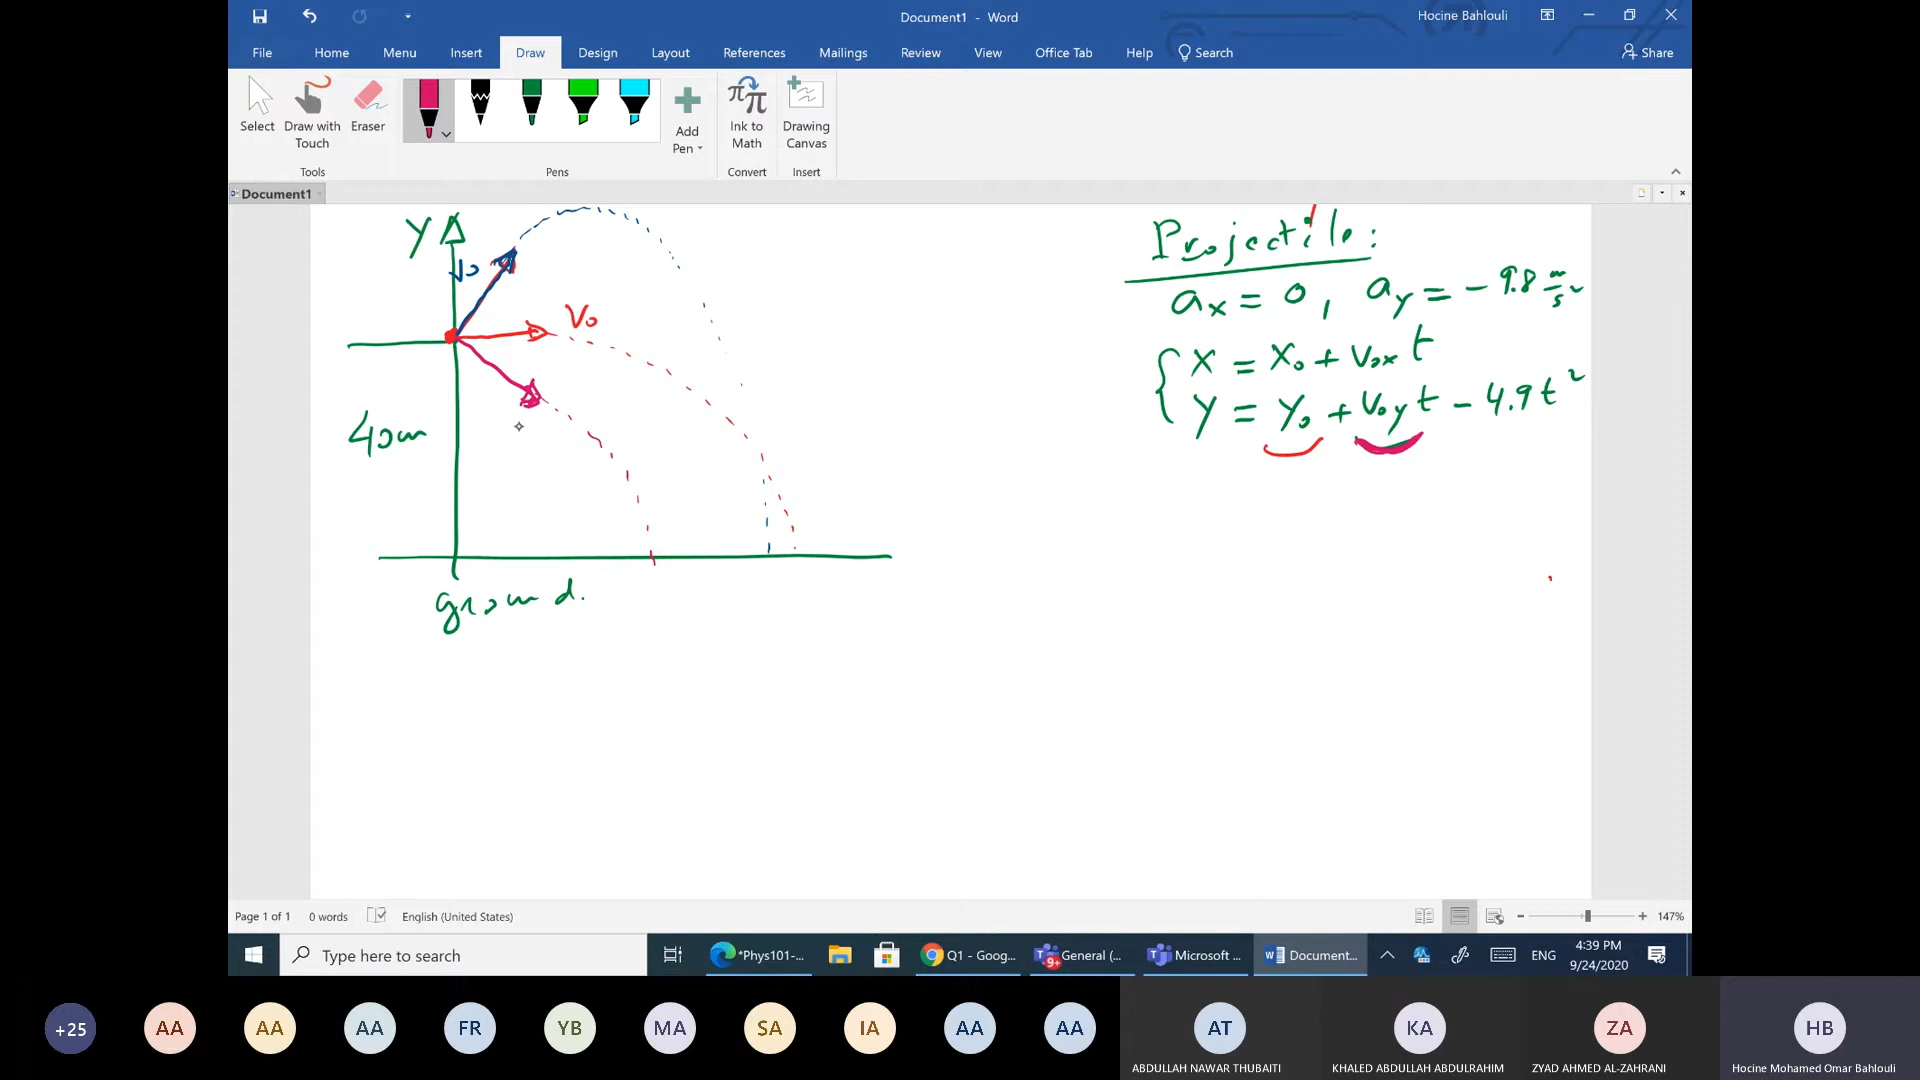 Document1 - Word
Hocine Bahlouli
File Home Menu Insert Draw Design Layout References Mailings Review View Office Tab Help Search Share
Select
Draw with Touch
Eraser
Add Pen
Ink to Math
Drawing Canvas
Tools
Pens
Convert
Insert
Document1
Y
V₀
V₀
40m
ground.
Projectile:
ax = 0, ay = - 9.8 m/s²
x = x₀ + v₀x t
y = y₀ + v₀y t - 4.9 t²
Page 1 of 1 0 words English (United States) 147%
Type here to search
*Phys101-...
Q1 - Goog...
9+ General (...
Microsoft ...
Document...
ENG
4:39 PM
9/24/2020
+25 AA AA AA FR YB MA SA IA AA AA AT KA ZA HB
ABDULLAH NAWAR THUBAITI
KHALED ABDULLAH ABDULRAHIM
ZYAD AHMED AL-ZAHRANI
Hocine Mohamed Omar Bahlouli